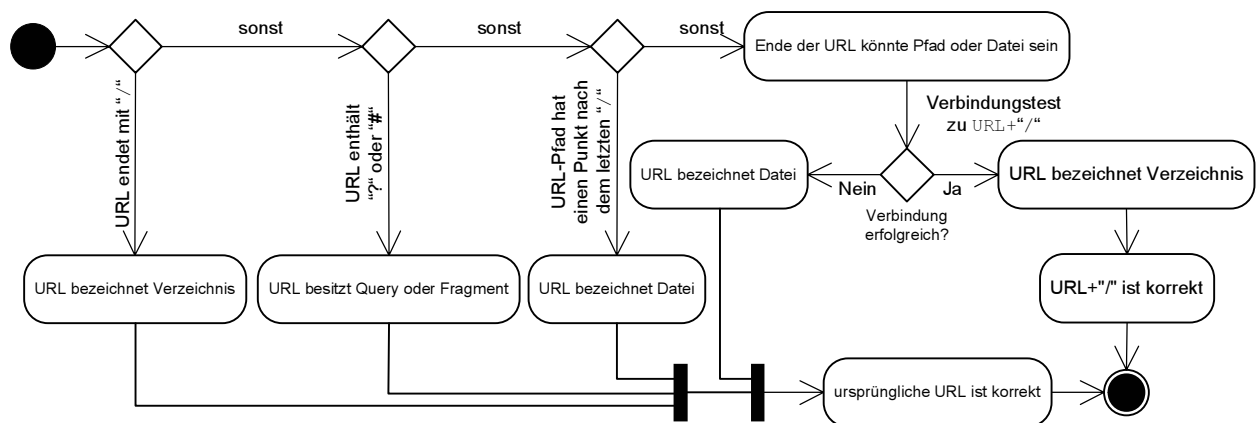 sonst
sonst
sonst
Ende der URL könnte Pfad oder Datei sein
URL endet mit “/“
URL enthält
“?“ oder “#“
URL-Pfad hat
einen Punkt nach
dem letzten “/“
Verbindungstest
zu URL+“/“
URL bezeichnet Datei
Nein
Ja
URL bezeichnet Verzeichnis
Verbindung
erfolgreich?
URL bezeichnet Verzeichnis
URL besitzt Query oder Fragment
URL bezeichnet Datei
URL+"/" ist korrekt
ursprüngliche URL ist korrekt